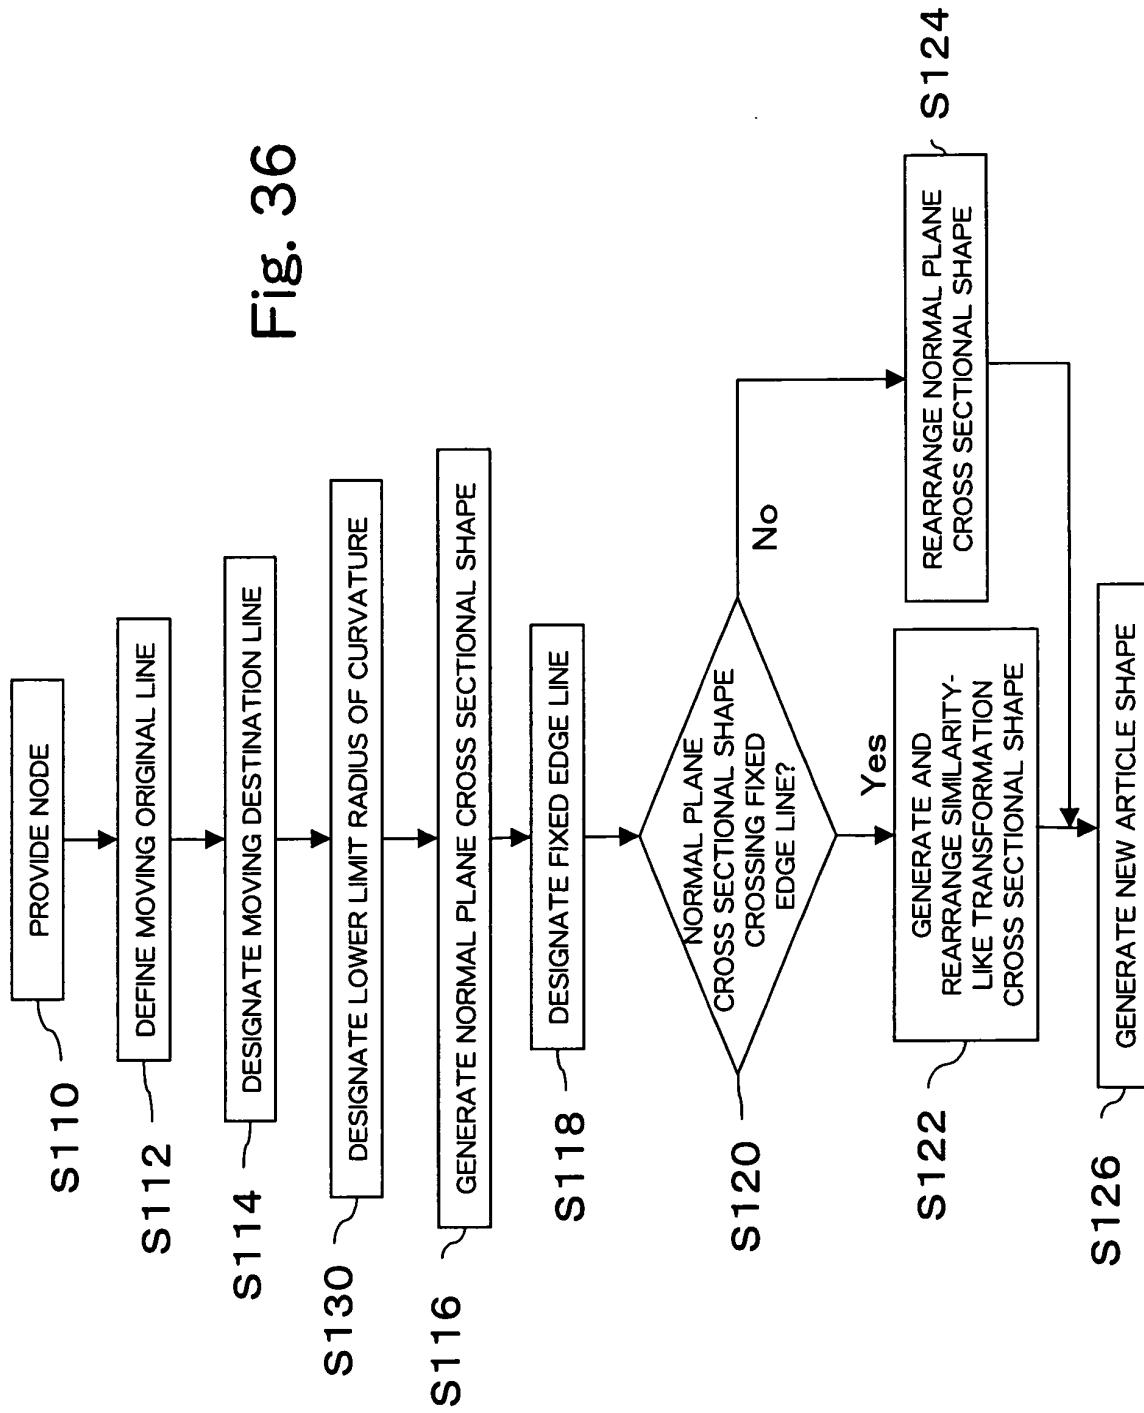 Fig. 36
S110
PROVIDE NODE
S112
DEFINE MOVING ORIGINAL LINE
S114
DESIGNATE MOVING DESTINATION LINE
S130
DESIGNATE LOWER LIMIT RADIUS OF CURVATURE
S116
GENERATE NORMAL PLANE CROSS SECTIONAL SHAPE
S118
DESIGNATE FIXED EDGE LINE
S120
NORMAL PLANE
CROSS SECTIONAL SHAPE
CROSSING FIXED
EDGE LINE?
No
Yes
S122
GENERATE AND
REARRANGE SIMILARITY-
LIKE TRANSFORMATION
CROSS SECTIONAL SHAPE
S124
REARRANGE NORMAL PLANE
CROSS SECTIONAL SHAPE
S126
GENERATE NEW ARTICLE SHAPE